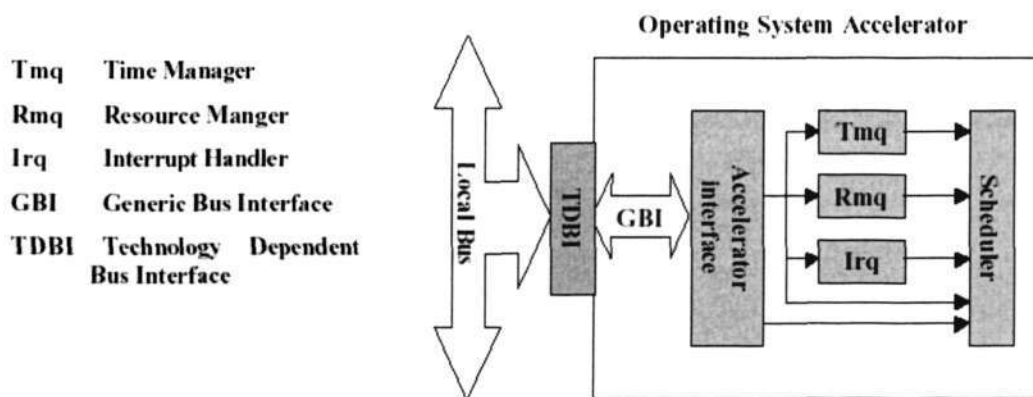 Operating System Accelerator
Tmq Time Manager
Rmq Resource Manger
Irq Interrupt Handler
GBI Generic Bus Interface
TDBI Technology Dependent
Bus Interface
Local Bus
TDBI
GBI
Accelerator
interface
Tmq
Rmq
Irq
Scheduler